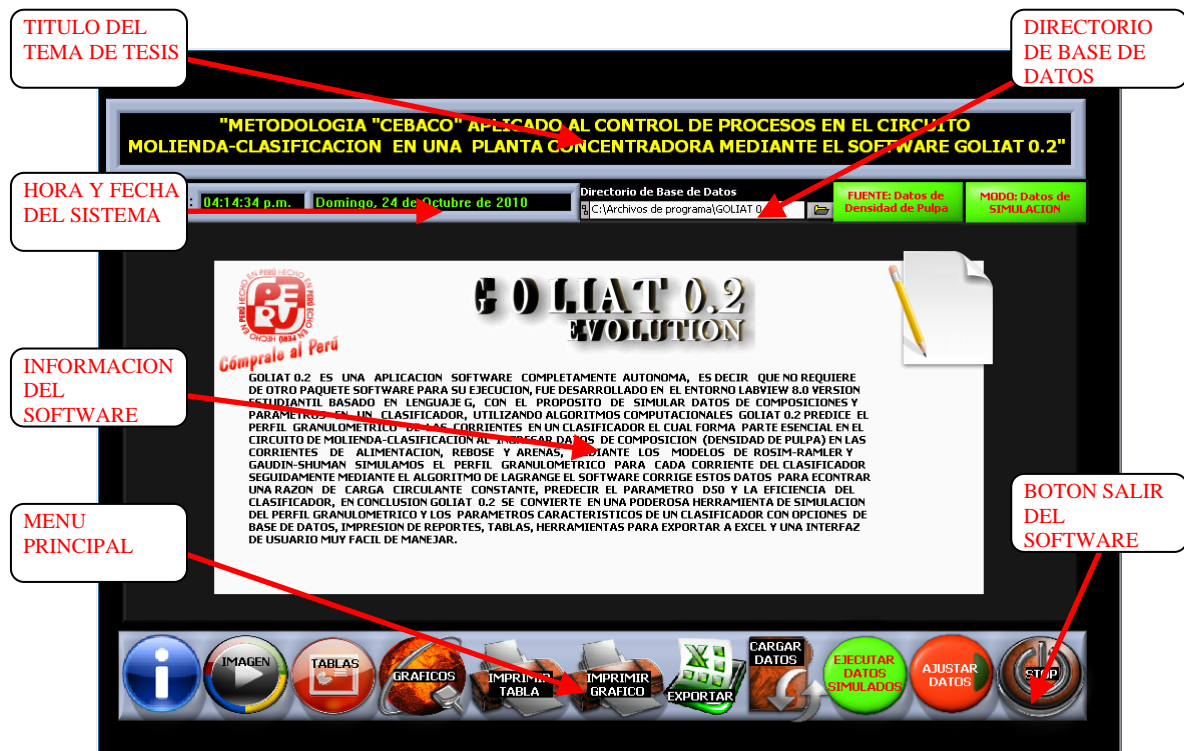 TITULO DEL
TEMA DE TESIS
DIRECTORIO
DE BASE DE
DATOS
"METODOLOGIA "CEBACO" APLICADO AL CONTROL DE PROCESOS EN EL CIRCUITO
MOLIENDA-CLASIFICACION EN UNA PLANTA CONCENTRADORA MEDIANTE EL SOFTWARE GOLIAT 0.2"
HORA Y FECHA
DEL SISTEMA
: 04:14:34 p.m.
Domingo, 24 de Octubre de 2010
Directorio de Base de Datos
C:\Archivos de programa\GOLIAT 0
FUENTE: Datos de
Densidad de Pulpa
MODO: Datos de
SIMULACION
HECHO EN PERÚ
PERU
Cómprale al Perú
GOLIAT 0.2
EVOLUTION
INFORMACION
DEL
SOFTWARE
GOLIAT 0.2 ES UNA APLICACION SOFTWARE COMPLETAMENTE AUTONOMA, ES DECIR QUE NO REQUIERE
DE OTRO PAQUETE SOFTWARE PARA SU EJECUCION, FUE DESARROLLADO EN EL ENTORNO LABVIEW 8.0 VERSION
ESTUDIANTIL BASADO EN LENGUAJE G, CON EL PROPOSITO DE SIMULAR DATOS DE COMPOSICIONES Y
PARAMETROS EN UN CLASIFICADOR, UTILIZANDO ALGORITMOS COMPUTACIONALES GOLIAT 0.2 PREDICE EL
PERFIL GRANULOMETRICO DE LAS CORRIENTES EN UN CLASIFICADOR EL CUAL FORMA PARTE ESENCIAL EN EL
CIRCUITO DE MOLIENDA-CLASIFICACION AL INGRESAR DATOS DE COMPOSICION (DENSIDAD DE PULPA) EN LAS
CORRIENTES DE ALIMENTACION, REBOSE Y ARENAS, MEDIANTE LOS MODELOS DE ROSIM-RAMLER Y
GAUDIN-SHUMAN SIMULAMOS EL PERFIL GRANULOMETRICO PARA CADA CORRIENTE DEL CLASIFICADOR
SEGUIDAMENTE MEDIANTE EL ALGORITMO DE LAGRANGE EL SOFTWARE CORRIGE ESTOS DATOS PARA ECONTRAR
UNA RAZON DE CARGA CIRCULANTE CONSTANTE, PREDECIR EL PARAMETRO D50 Y LA EFICIENCIA DEL
CLASIFICADOR, EN CONCLUSION GOLIAT 0.2 SE CONVIERTE EN UNA PODEROSA HERRAMIENTA DE SIMULACION
DEL PERFIL GRANULOMETRICO Y LOS PARAMETROS CARACTERISTICOS DE UN CLASIFICADOR CON OPCIONES DE
BASE DE DATOS, IMPRESION DE REPORTES, TABLAS, HERRAMIENTAS PARA EXPORTAR A EXCEL Y UNA INTERFAZ
DE USUARIO MUY FACIL DE MANEJAR.
MENU
PRINCIPAL
BOTON SALIR
DEL
SOFTWARE
IMAGEN
TABLAS
GRAFICOS
IMPRIMIR
TABLA
IMPRIMIR
GRAFICO
EXPORTAR
CARGAR
DATOS
EJECUTAR
DATOS
SIMULADOS
AJUSTAR
DATOS
STOP